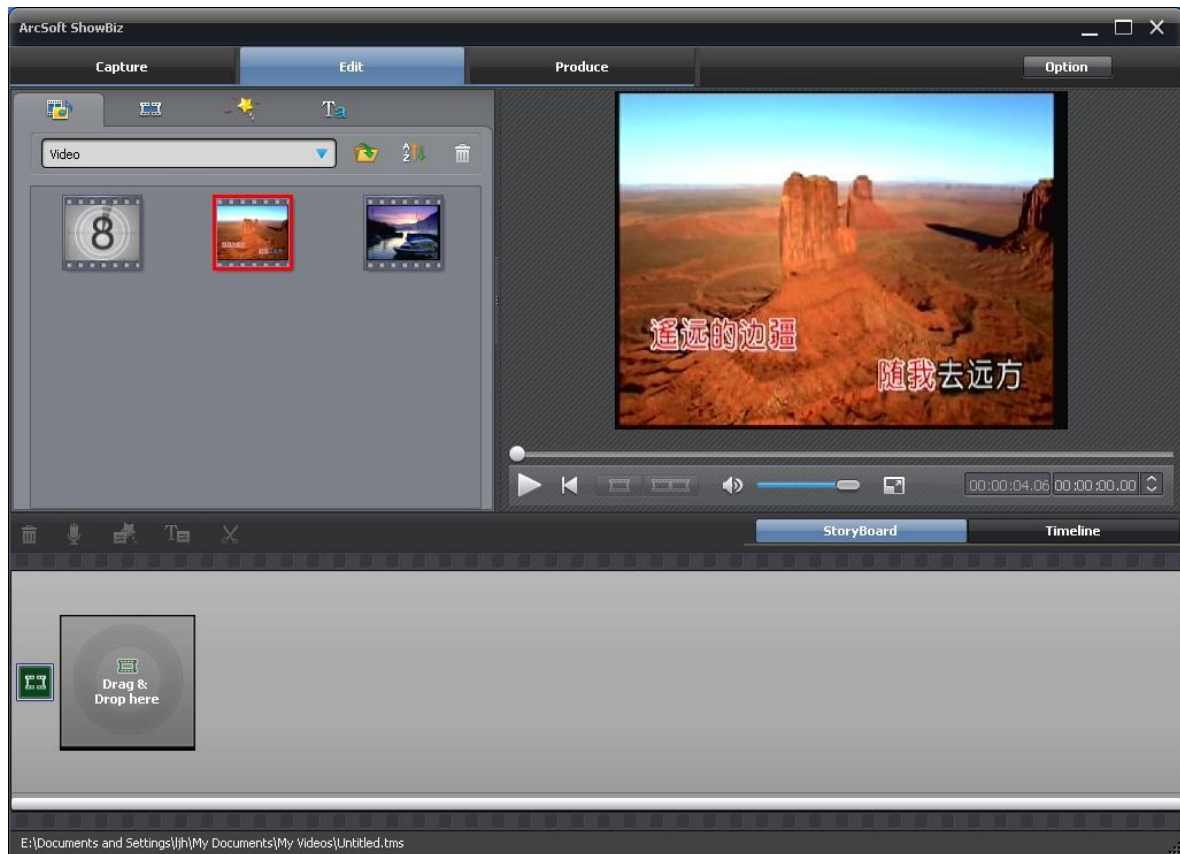 ArcSoft ShowBiz
Capture
Edit
Produce
Option
Ta
Video
A
Z
8
遥远的边疆
随我去远方
00:00:04.06
00:00:00.00
T
StoryBoard
Timeline
Drag &
Drop here
E:\Documents and Settings\ljh\My Documents\My Videos\Untitled.tms